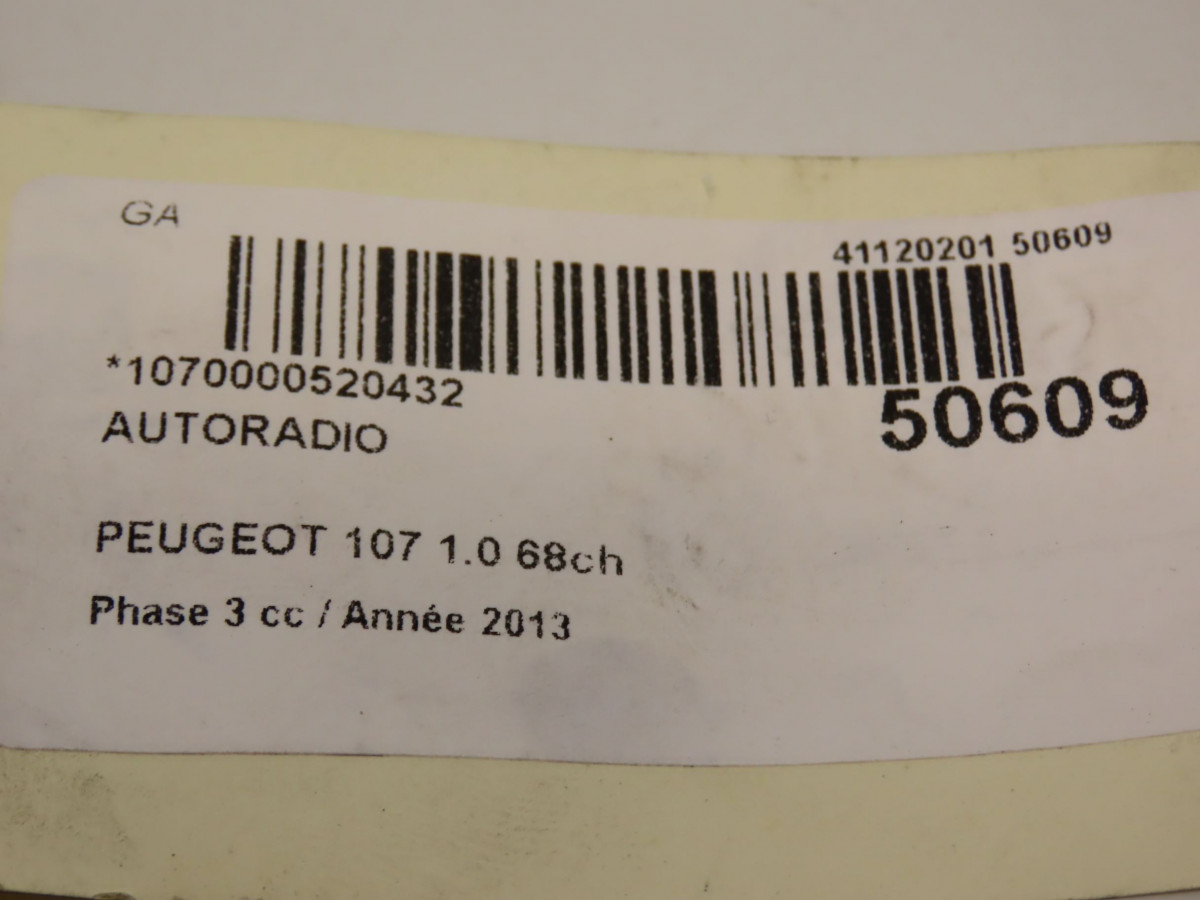 GA
41120201 50609
*1070000520432
50609
AUTORADIO
PEUGEOT 107 1.0 68ch
Phase 3 cc / Année 2013